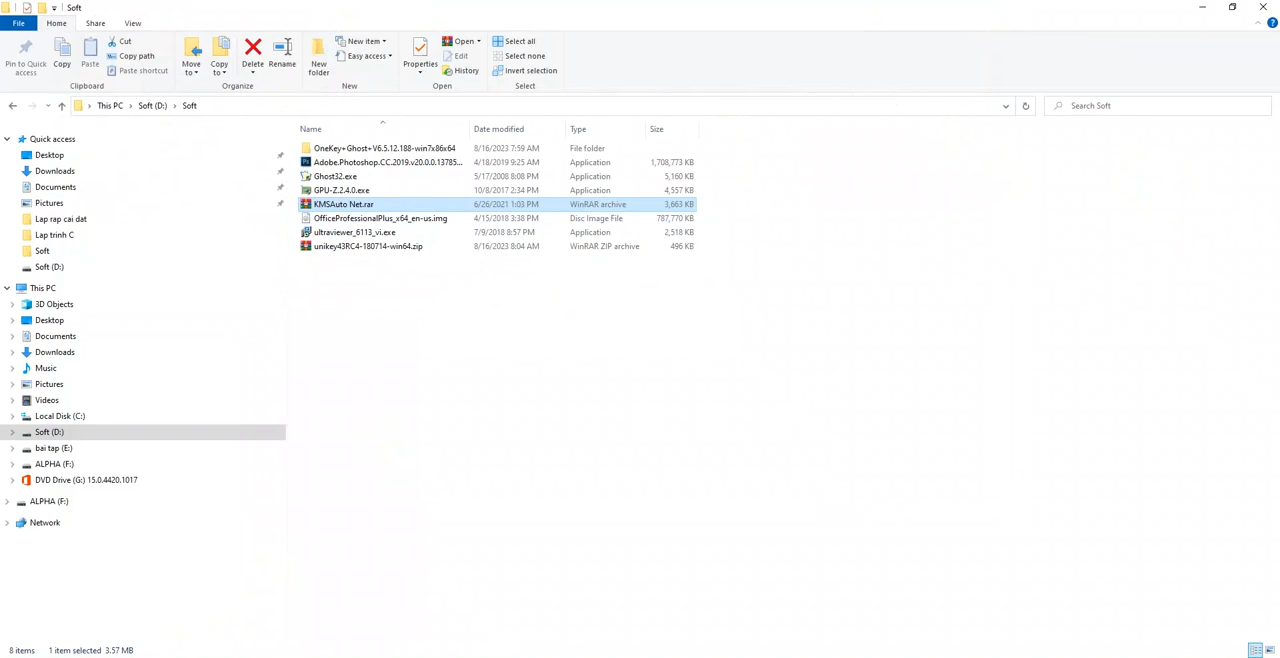 Soft
File Home Share View
Pin to Quick access
Copy
Paste
Cut
Copy path
Paste shortcut
Clipboard
Move to
Copy to
Delete
Rename
Organize
New folder
New item
Easy access
New
Properties
Open
Edit
History
Open
Select all
Select none
Invert selection
Select
This PC > Soft (D:) > Soft
Search Soft
Quick access
Desktop
Downloads
Documents
Pictures
Lap rap cai dat
Lap trinh C
Soft
Soft (D:)
This PC
3D Objects
Desktop
Documents
Downloads
Music
Pictures
Videos
Local Disk (C:)
Soft (D:)
bai tap (E:)
ALPHA (F:)
DVD Drive (G:) 15.0.4420.1017
ALPHA (F:)
Network
Name Date modified Type Size
OneKey+Ghost+V6.5.12.188-win7x86x64 8/16/2023 7:59 AM File folder
Adobe.Photoshop.CC.2019.v20.0.0.13785... 4/18/2019 9:25 AM Application 1,708,773 KB
Ghost32.exe 5/17/2008 8:08 PM Application 5,160 KB
GPU-Z.2.4.0.exe 10/8/2017 2:34 PM Application 4,557 KB
KMSAuto Net.rar 6/26/2021 1:03 PM WinRAR archive 3,663 KB
OfficeProfessionalPlus_x64_en-us.img 4/15/2018 3:38 PM Disc Image File 787,770 KB
ultraviewer_6113_vi.exe 7/9/2018 8:57 PM Application 2,518 KB
unikey43RC4-180714-win64.zip 8/16/2023 8:04 AM WinRAR ZIP archive 496 KB
8 items 1 item selected 3.57 MB